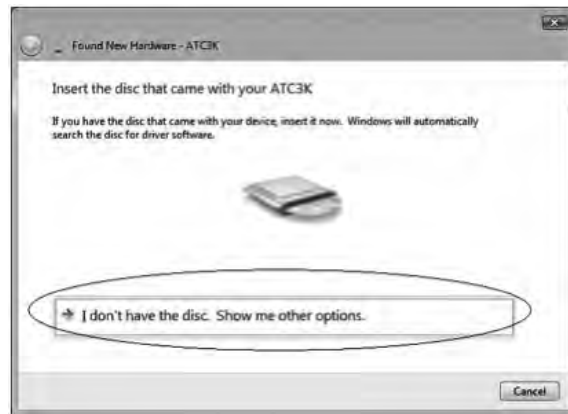 Found New Hardware - ATC3K
Insert the disc that came with your ATC3K
If you have the disc that came with your device, insert it now.  Windows will automatically
search the disc for driver software.
I don't have the disc.  Show me other options.
Cancel